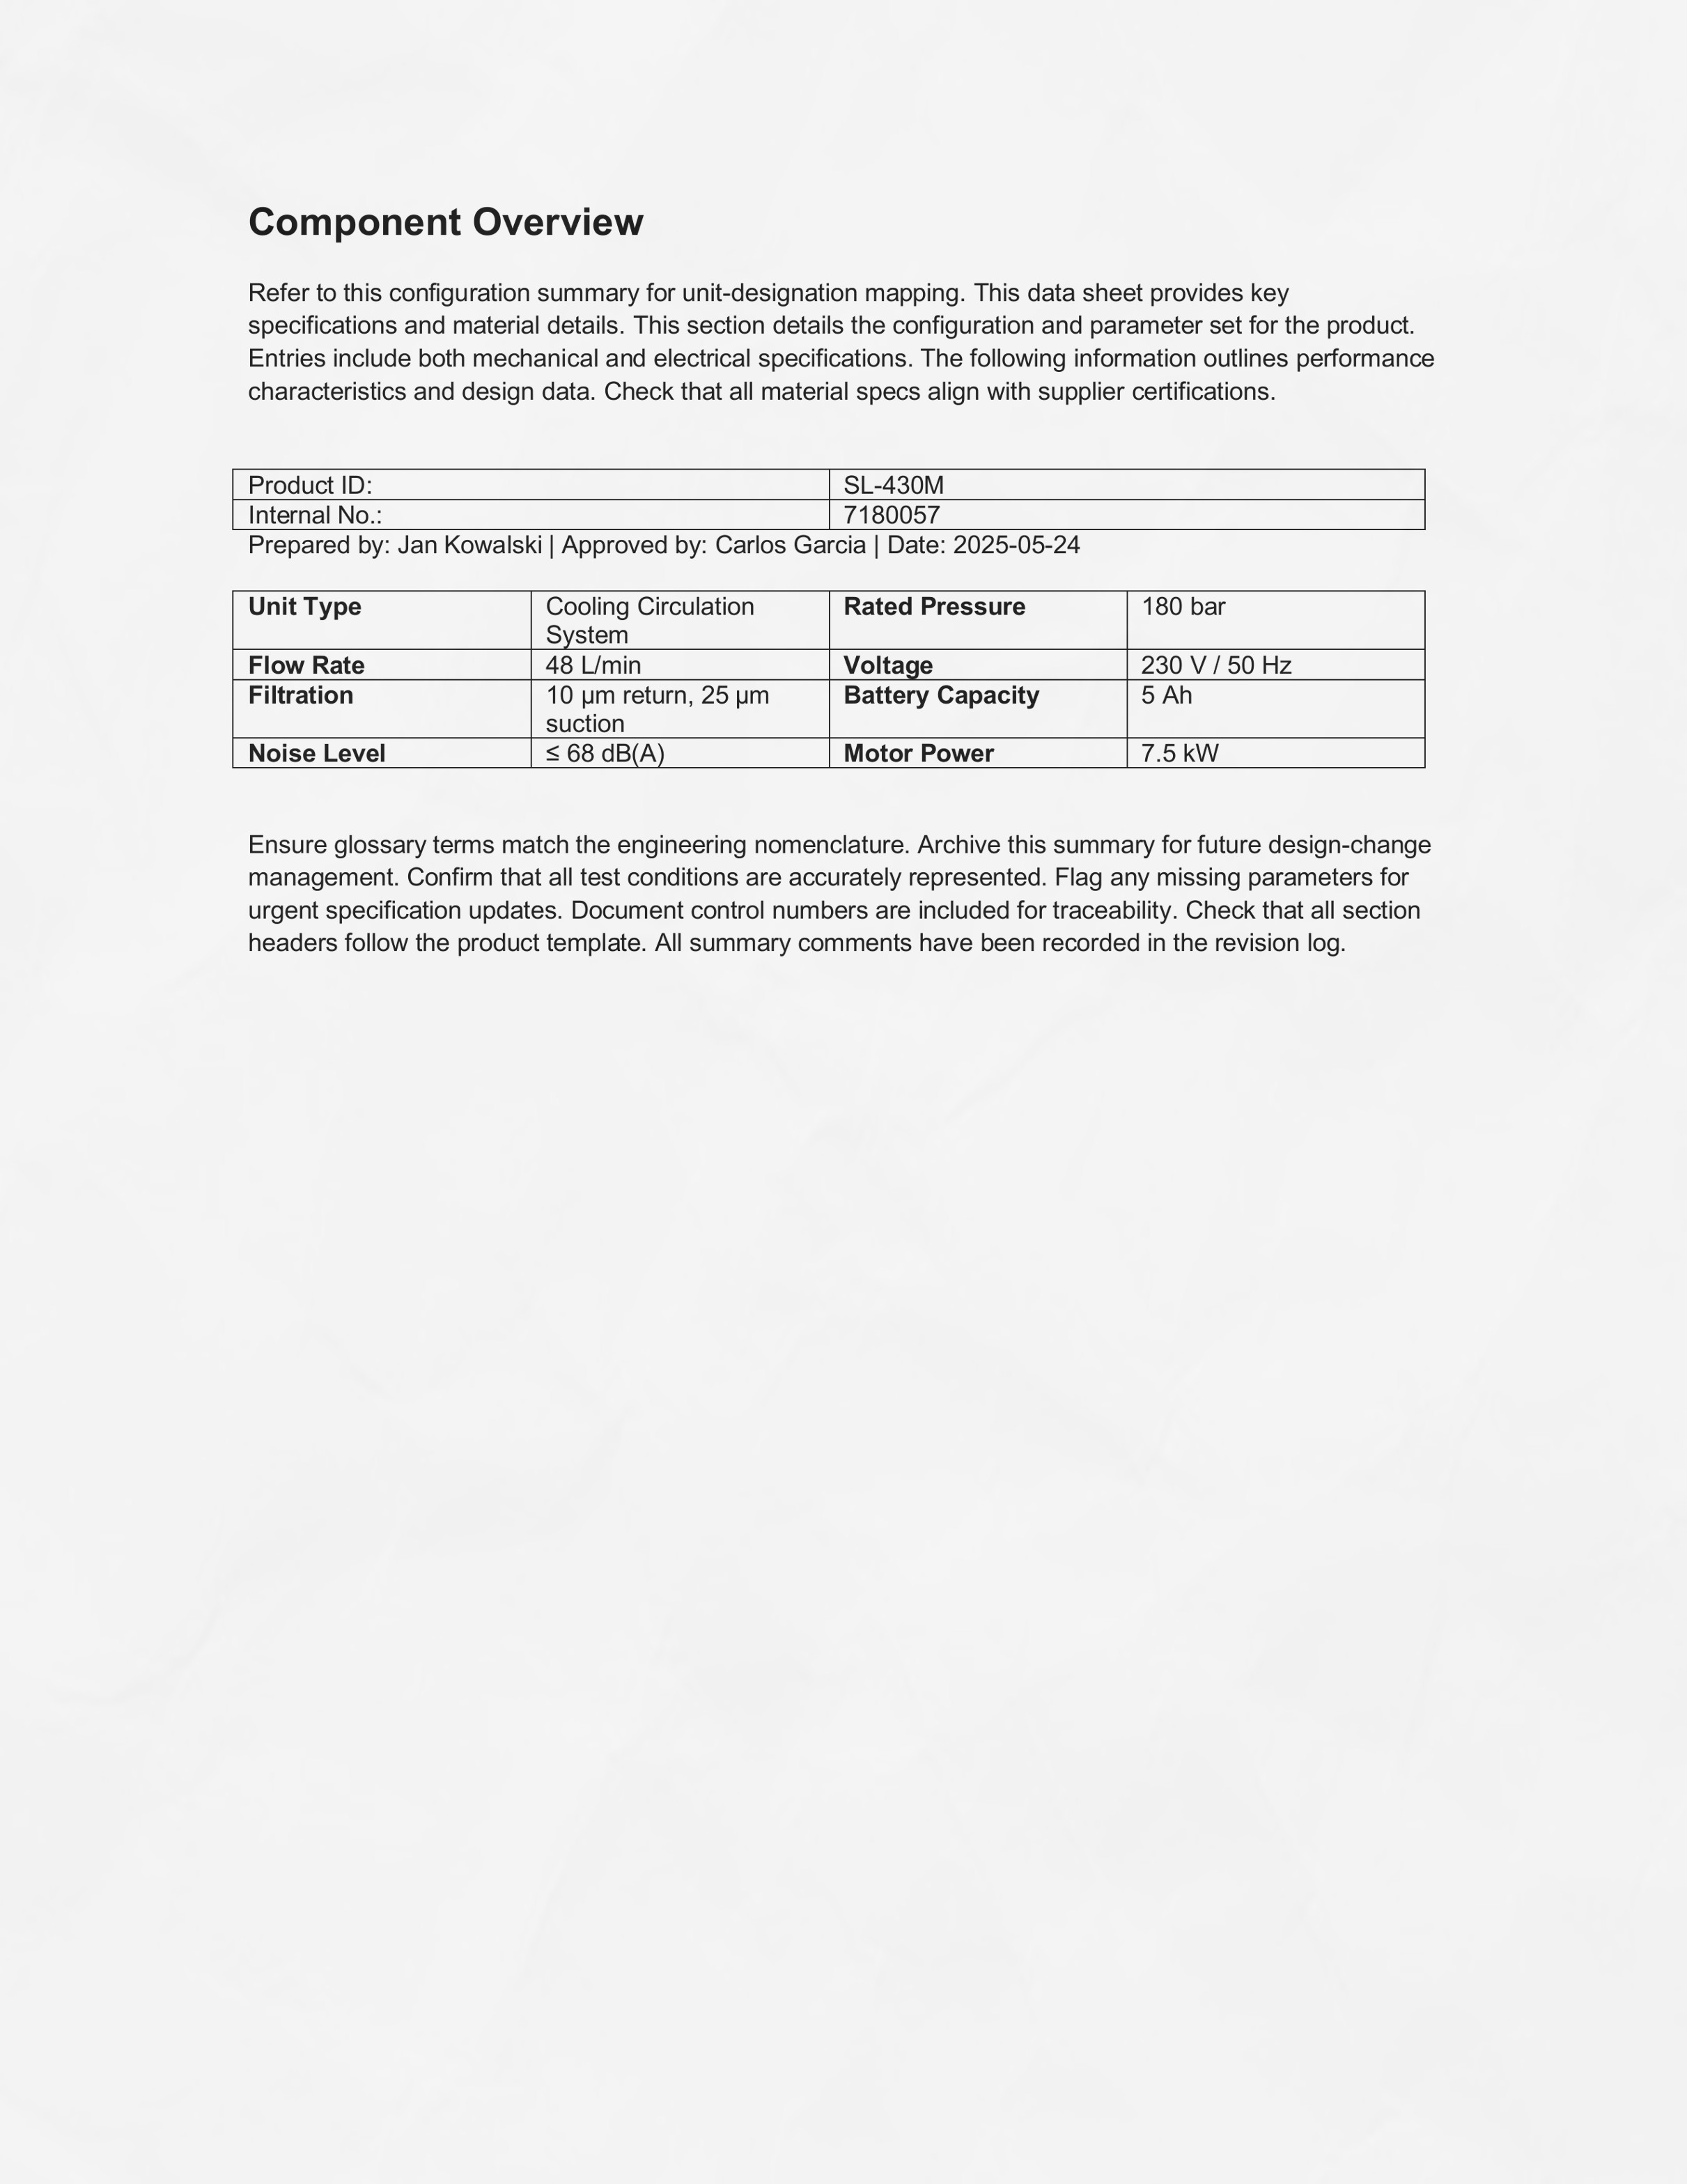 Component Overview
Refer to this configuration summary for unit-designation mapping. This data sheet provides key
specifications and material details. This section details the configuration and parameter set for the product.
Entries include both mechanical and electrical specifications. The following information outlines performance
characteristics and design data. Check that all material specs align with supplier certifications.
Product ID: SL-430M
Internal No.: 7180057
Prepared by: Jan Kowalski | Approved by: Carlos Garcia | Date: 2025-05-24
Unit Type Cooling Circulation System Rated Pressure 180 bar
Flow Rate 48 L/min Voltage 230 V / 50 Hz
Filtration 10 µm return, 25 µm suction Battery Capacity 5 Ah
Noise Level ≤ 68 dB(A) Motor Power 7.5 kW
Ensure glossary terms match the engineering nomenclature. Archive this summary for future design-change
management. Confirm that all test conditions are accurately represented. Flag any missing parameters for
urgent specification updates. Document control numbers are included for traceability. Check that all section
headers follow the product template. All summary comments have been recorded in the revision log.